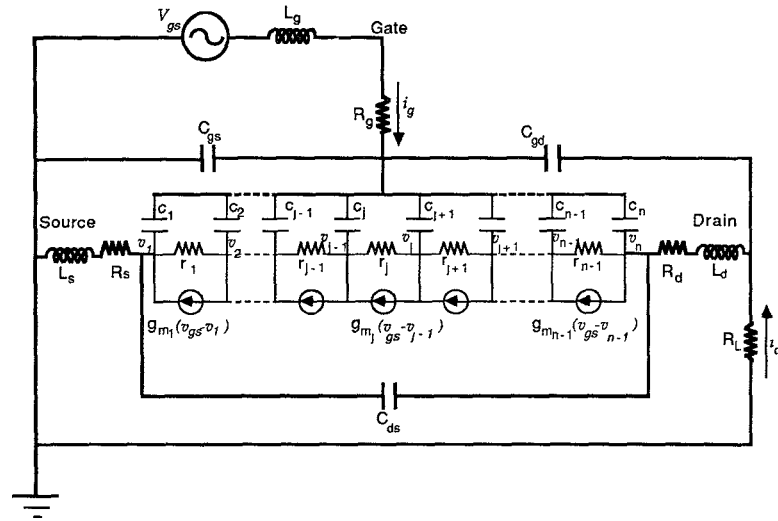 V_gs
L_g
Gate
R_g
i_g
C_gs
C_gd
c_1 c_2 c_j-1 c_j c_j+1 c_n-1 c_n
Source
Drain
v_1 v_2 v_j-1 v_j v_j+1 v_n-1 v_n
L_s R_s r_1 r_j-1 r_j r_j+1 r_n-1 R_d L_d
g_m1(v_gs-v_1) g_mj(v_gs-v_j-1) g_mn-1(v_gs-v_n-1)
R_L
C_ds